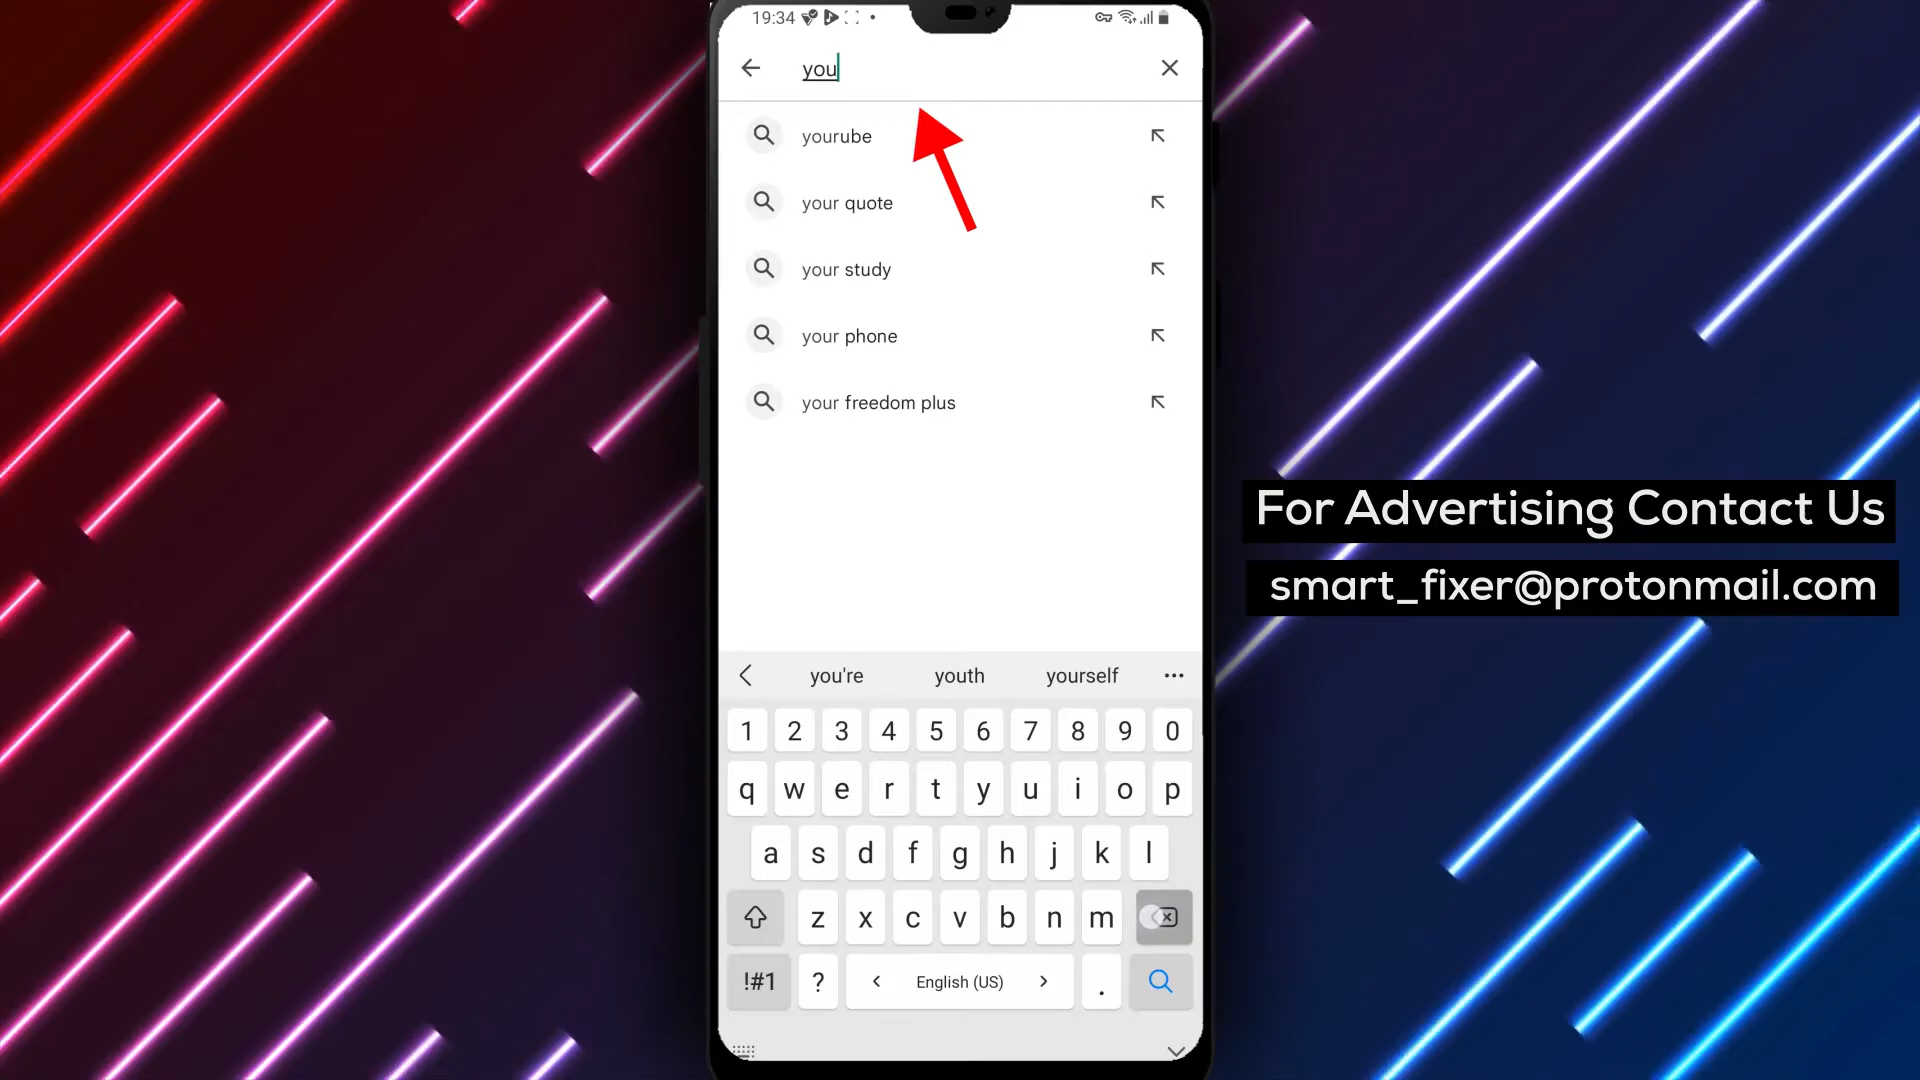 19:34
you
yourube
your quote
your study
your phone
your freedom plus
For Advertising Contact Us
smart_fixer@protonmail.com
you're youth yourself
1 2 3 4 5 6 7 8 9 0
q w e r t y u i o p
a s d f g h j k l
z x c v b n m
!#1 ? < English (US) > .